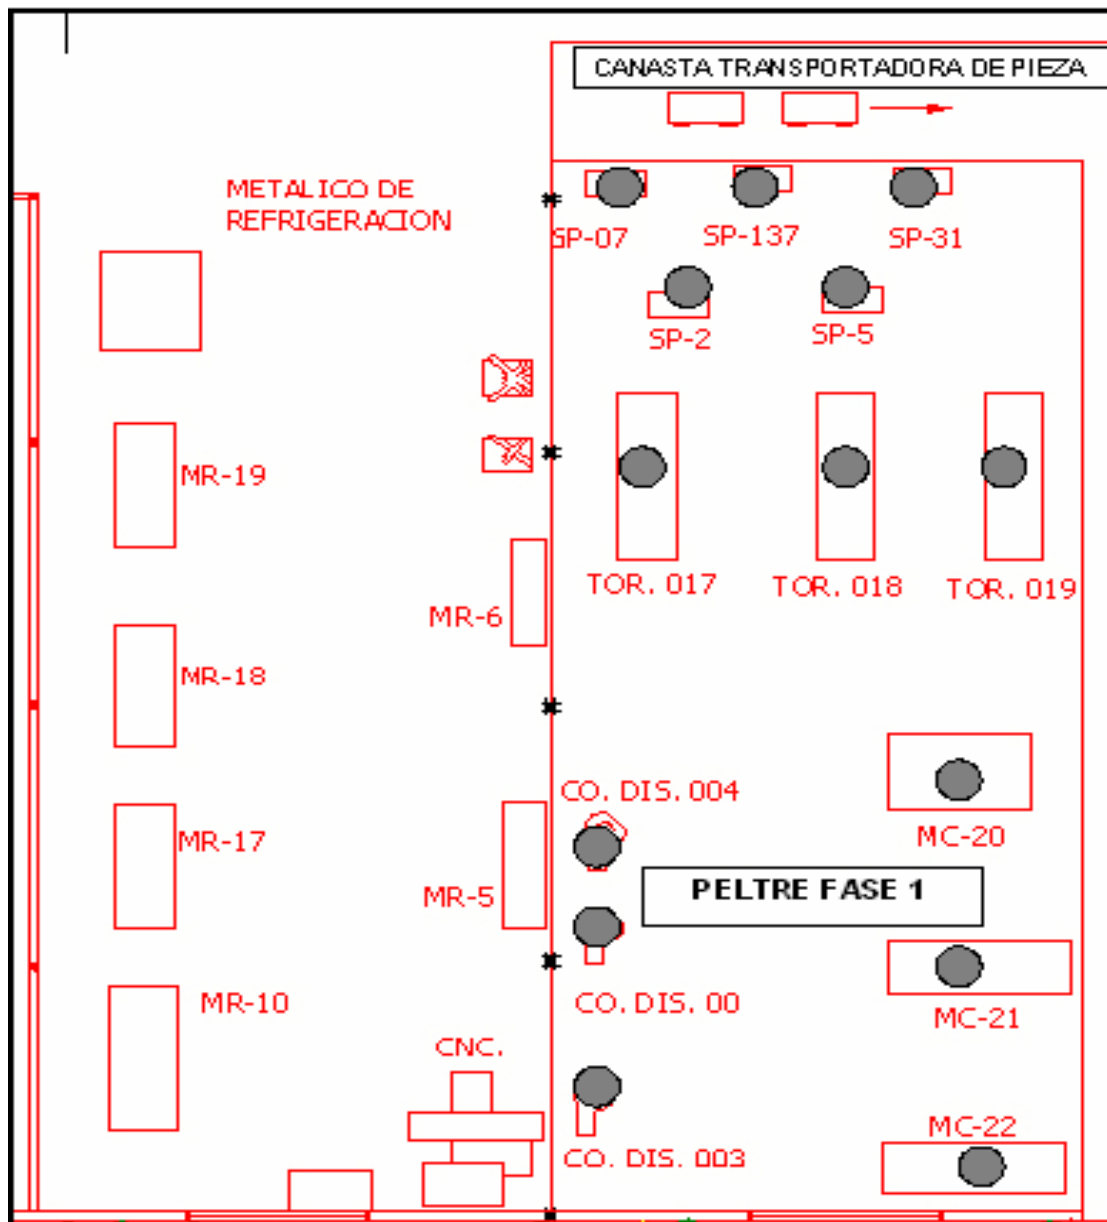 CANASTA TRANSPORTADORA DE PIEZA
METALICO DE
REFRIGERACION
SP-07
SP-137
SP-31
SP-2
SP-5
MR-19
TOR. 017
TOR. 018
TOR. 019
MR-6
MR-18
CO. DIS. 004
MC-20
MR-17
PELTRE FASE 1
MR-5
MR-10
CO. DIS. 00
MC-21
CNC.
MC-22
CO. DIS. 003